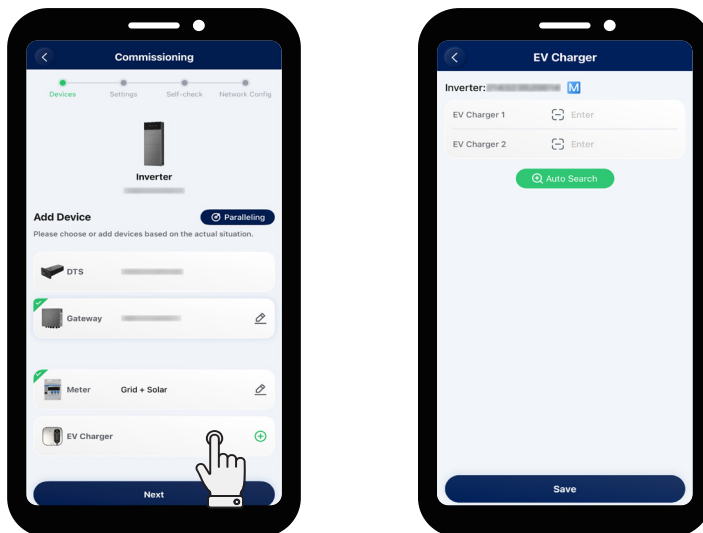 Commissioning
Devices Settings Self-check Network Config
Inverter
Add Device
Paralleling
Please choose or add devices based on the actual situation.
DTS
Gateway
Meter Grid + Solar
EV Charger
Next
EV Charger
Inverter: M
EV Charger 1 Enter
EV Charger 2 Enter
Auto Search
Save